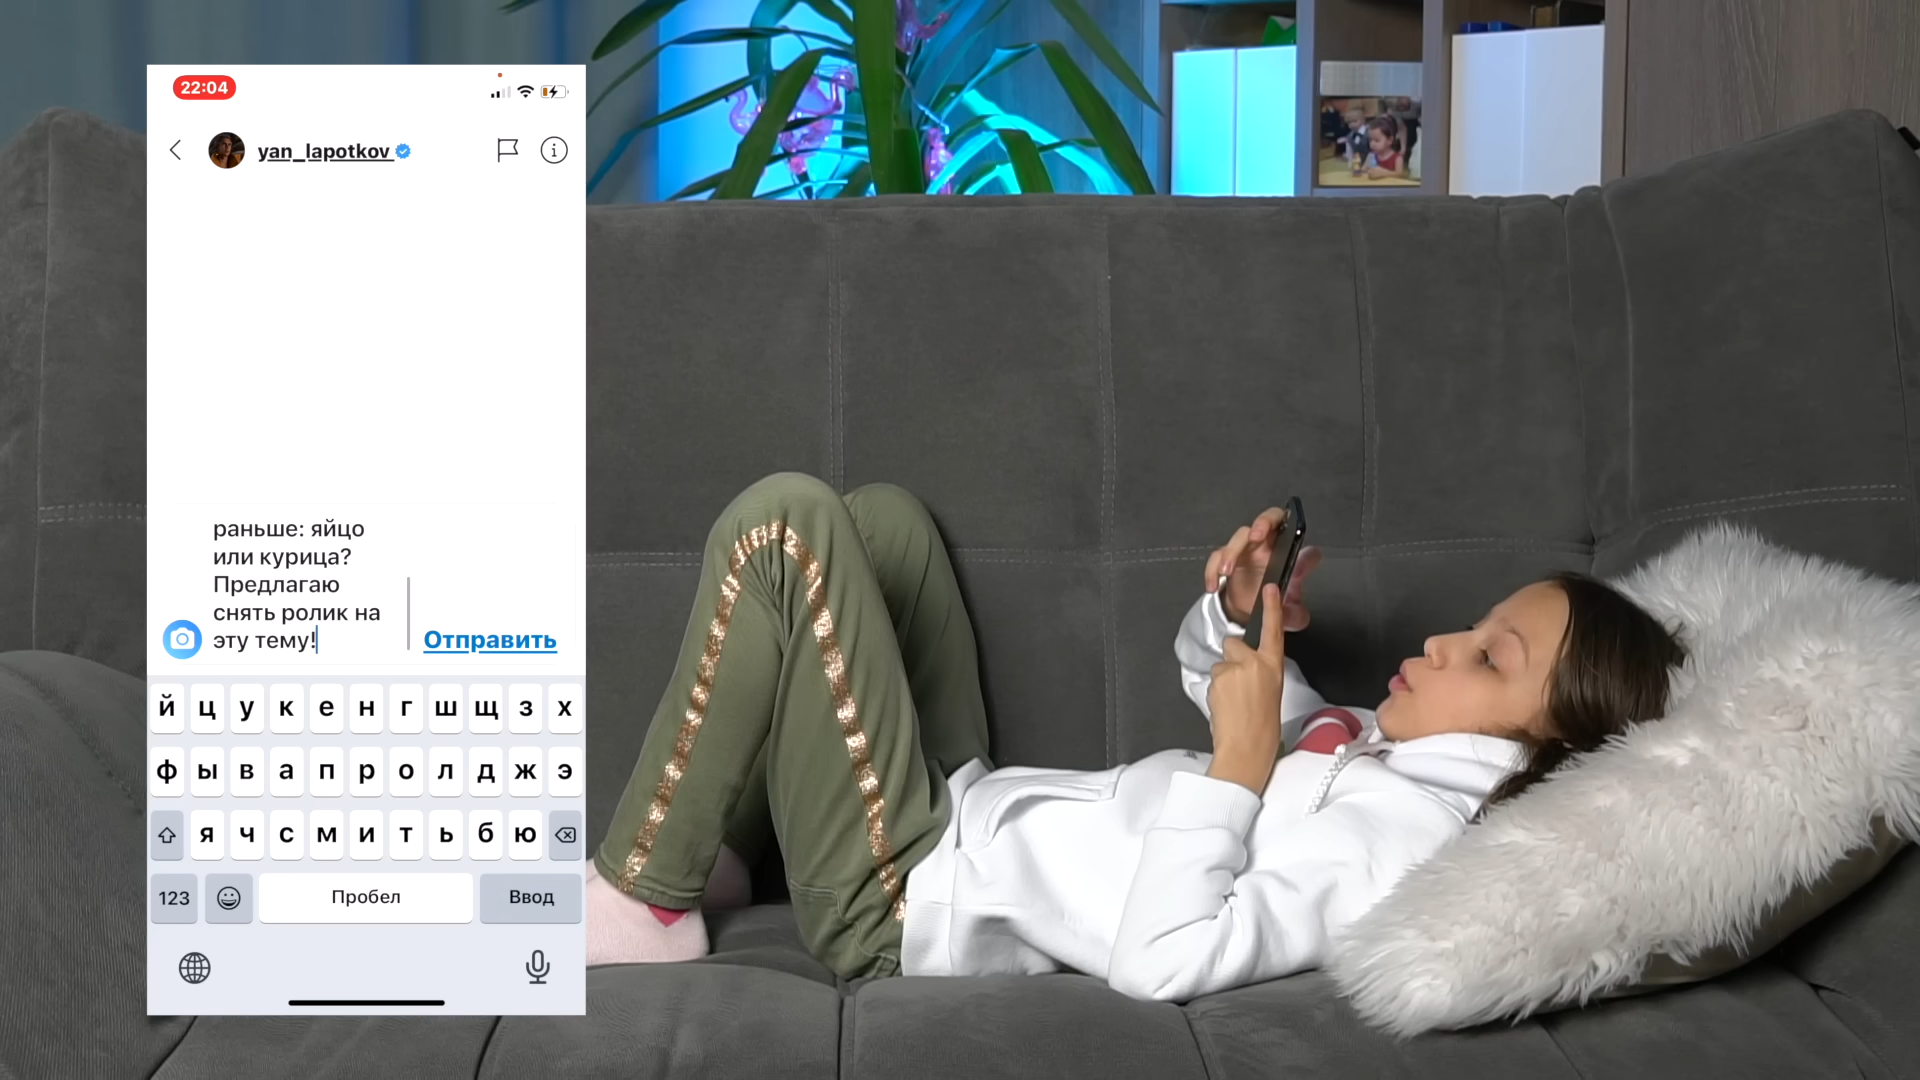 22:04
yan_lapotkov
раньше: яйцо
или курица?
Предлагаю
снять ролик на
эту тему!
Отправить
й ц у к е н г ш щ з х
ф ы в а п р о л д ж э
я ч с м и т ь б ю
123 Пробел Ввод